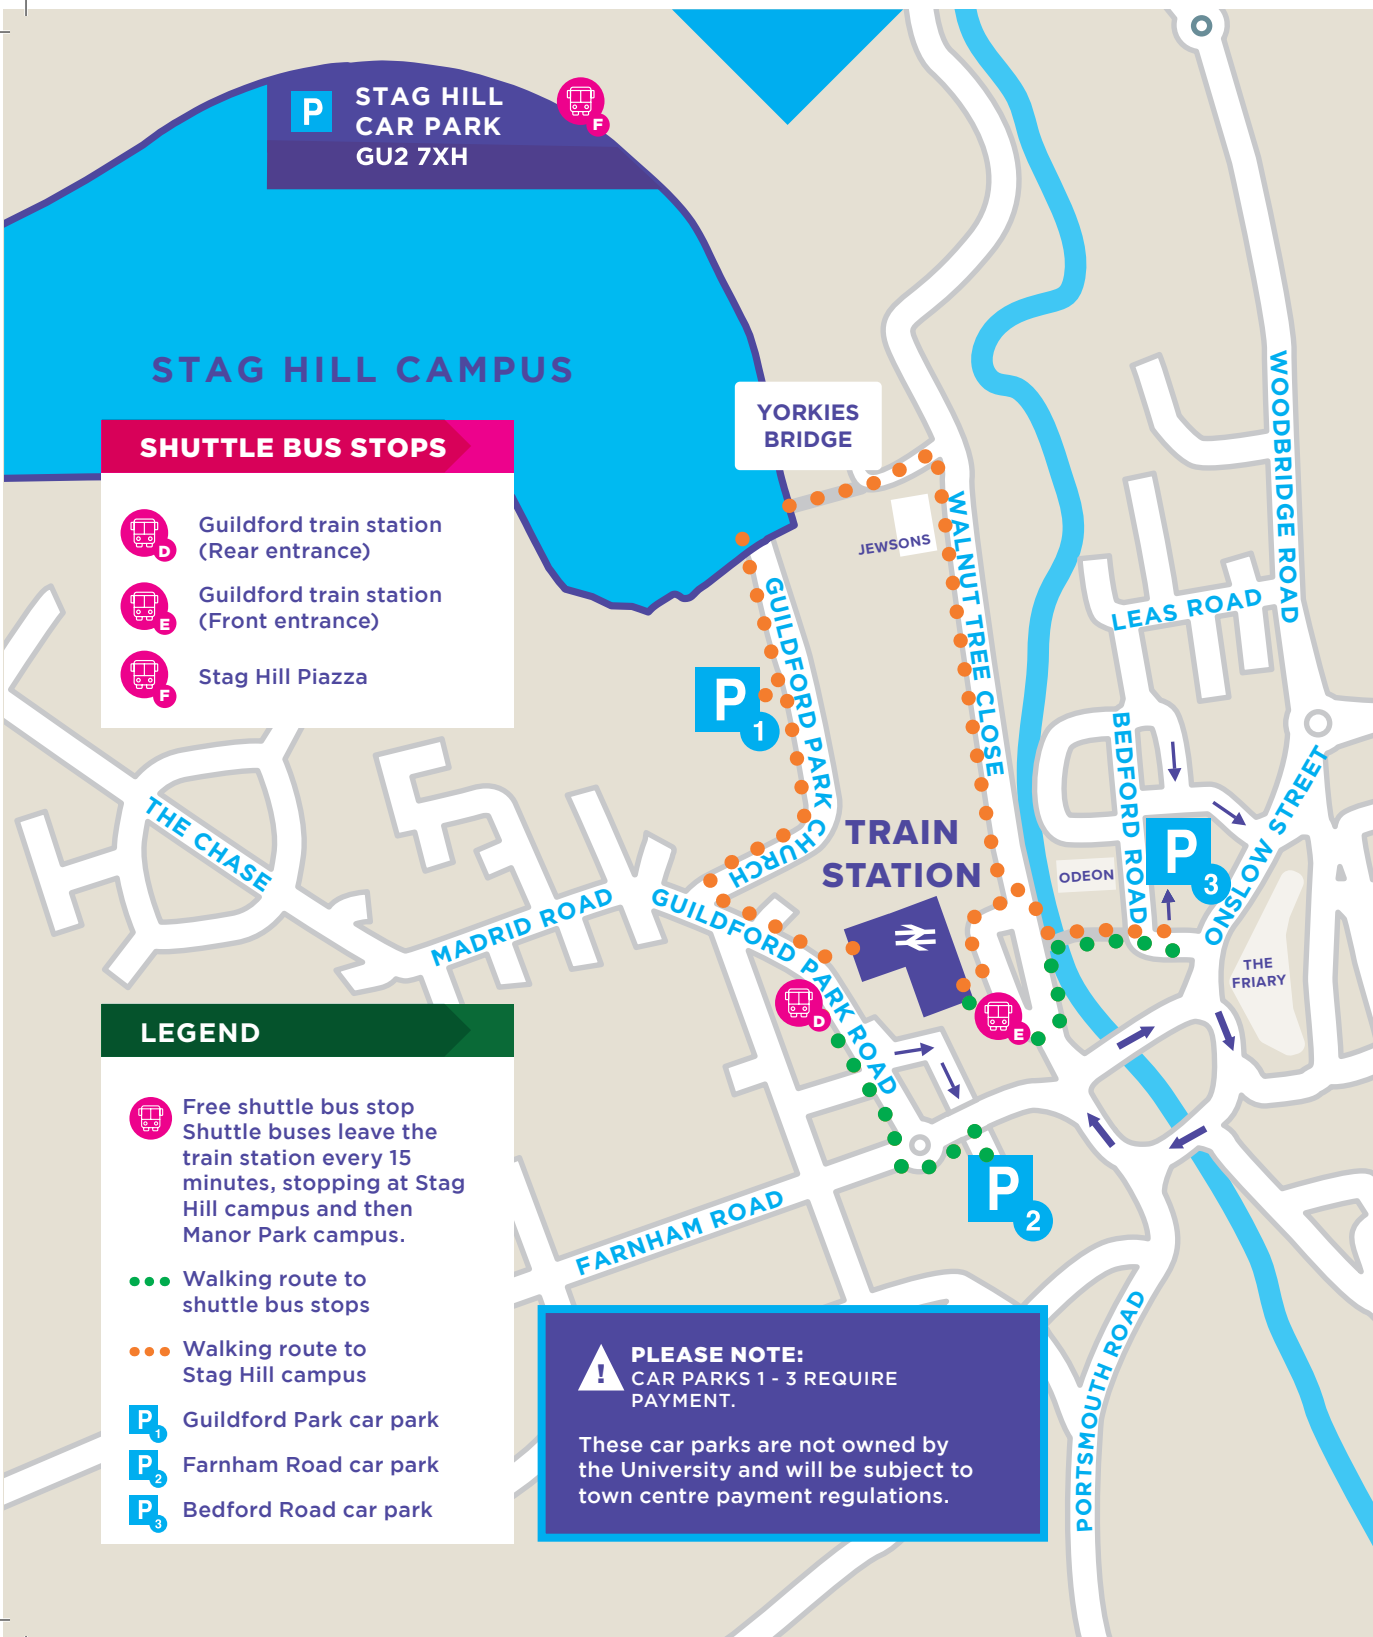 P
STAG HILL
CAR PARK
GU2 7XH
F
STAG HILL CAMPUS
YORKIES
BRIDGE
SHUTTLE BUS STOPS
D
Guildford train station
(Rear entrance)
E
Guildford train station
(Front entrance)
F
Stag Hill Piazza
JEWSONS
WALNUT TREE CLOSE
WOODBRIDGE ROAD
LEAS ROAD
GUILDFORD PARK
CHURCH
P
1
BEDFORD ROAD
ONSLOW STREET
THE CHASE
TRAIN
STATION
P
3
ODEON
MADRID ROAD
GUILDFORD PARK ROAD
THE
FRIARY
D
E
LEGEND
Free shuttle bus stop
Shuttle buses leave the
train station every 15
minutes, stopping at Stag
Hill campus and then
Manor Park campus.
Walking route to
shuttle bus stops
Walking route to
Stag Hill campus
P
1
Guildford Park car park
P
2
Farnham Road car park
P
3
Bedford Road car park
P
2
FARNHAM ROAD
PORTSMOUTH ROAD
!
PLEASE NOTE:
CAR PARKS 1 - 3 REQUIRE
PAYMENT.
These car parks are not owned by
the University and will be subject to
town centre payment regulations.